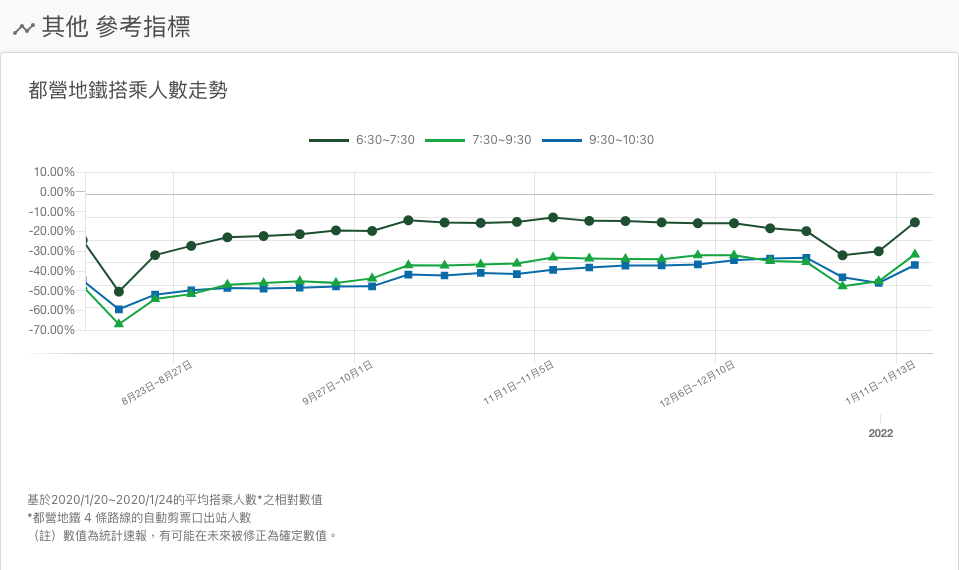 其他 參考指標
都營地鐵搭乘人數走勢
6:30~7:30 7:30~9:30 9:30~10:30
10.00%
0.00%
-10.00%
-20.00%
-30.00%
-40.00%
-50.00%
-60.00%
-70.00%
8月23日~8月27日 9月27日~10月1日 11月1日~11月5日 12月6日~12月10日 1月11日~1月13日
2022
基於2020/1/20~2020/1/24的平均搭乘人數*之相對數值
*都營地鐵 4 條路線的自動剪票口出站人數
（註）數值為統計速報，有可能在未來被修正為確定數值。